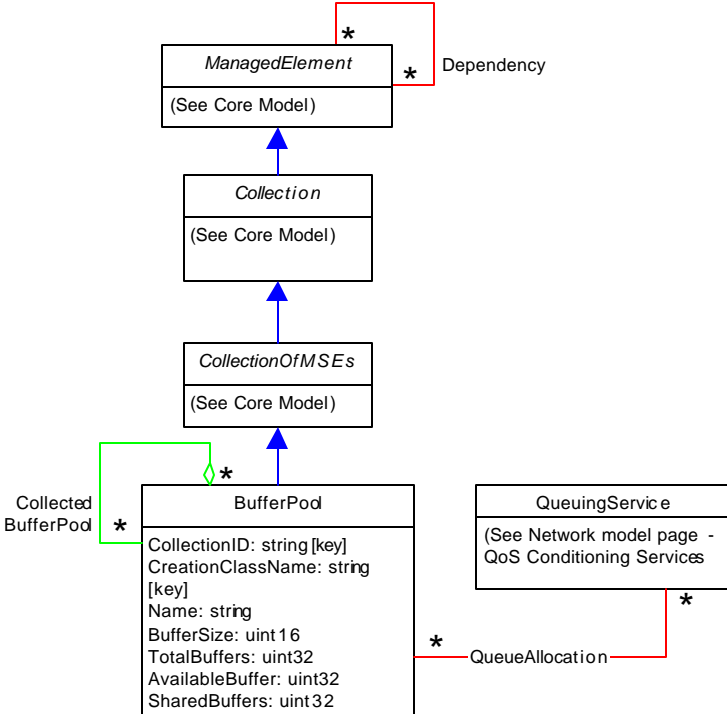 *
ManagedElement
*
Dependency
(See Core Model)
Collection
(See Core Model)
CollectionOfMSEs
(See Core Model)
*
Collected
BufferPool
*
BufferPool
CollectionID: string [key]
CreationClassName: string
[key]
Name: string
BufferSize: uint16
TotalBuffers: uint32
AvailableBuffer: uint32
SharedBuffers: uint32
QueuingService
(See Network model page -
QoS Conditioning Services
*
*
QueueAllocation